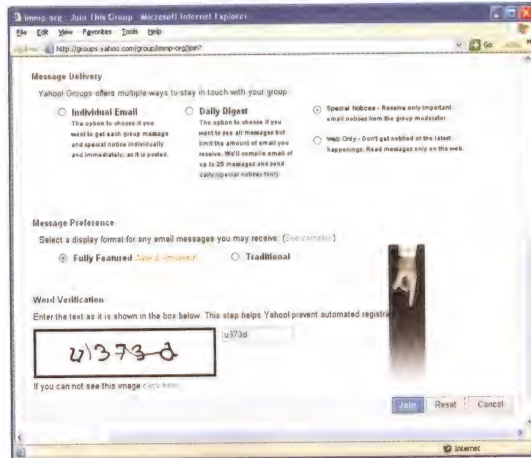 immp-org : Join This Group - Microsoft Internet Explorer
File Edit View Favorites Tools Help
http://groups.yahoo.com/group/immp-org/join?
Go
Message Delivery
Yahoo! Groups offers multiple ways to stay in touch with your group.
Individual Email
The option to choose if you
want to get each group message
and special notice individually
and immediately, as it is posted.
Daily Digest
The option to choose if you
want to see all messages but
limit the amount of email you
receive. We'll compile email of
up to 25 messages and send
daily (special notices too!)
Special Notices - Receive only important
email notices from the group moderator.
Web Only - Don't get notified of the latest
happenings. Read messages only on the web.
Message Preference
Select a display format for any email messages you may receive: (See samples)
Fully Featured New & Improved!
Traditional
Word Verification
Enter the text as it is shown in the box below. This step helps Yahoo! prevent automated registra
u373d
u373d
If you can not see this image click here.
Join Reset Cancel
Internet